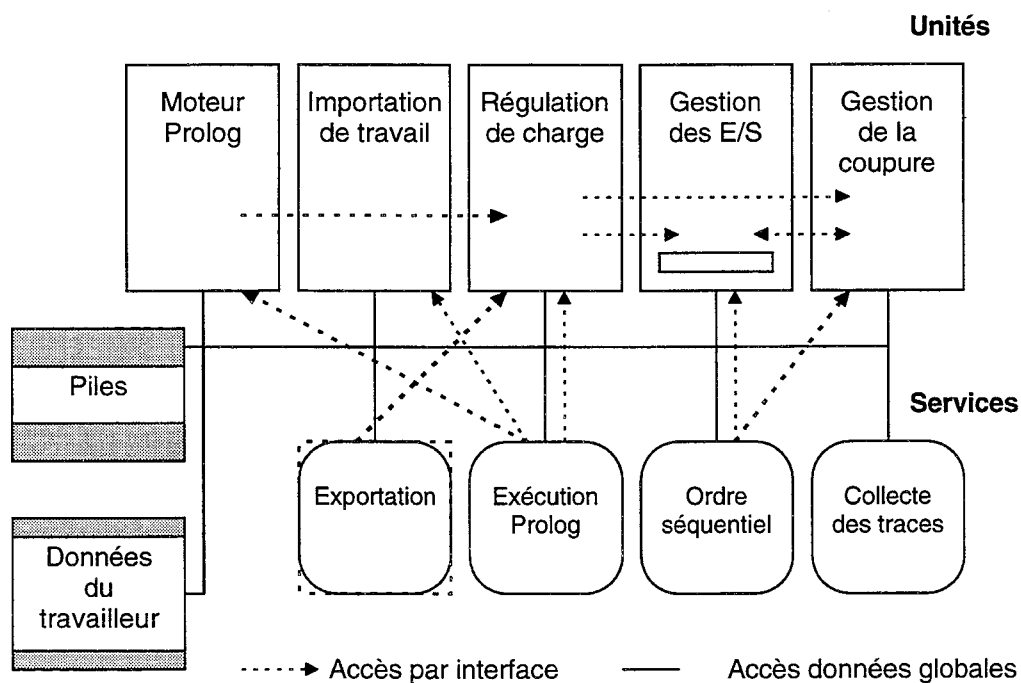 Unités
Moteur
Prolog
Importation
de travail
Régulation
de charge
Gestion
des E/S
Gestion
de la
coupure
Piles
Services
Exportation
Exécution
Prolog
Ordre
séquentiel
Collecte
des traces
Données
du
travailleur
Accès par interface
Accès données globales